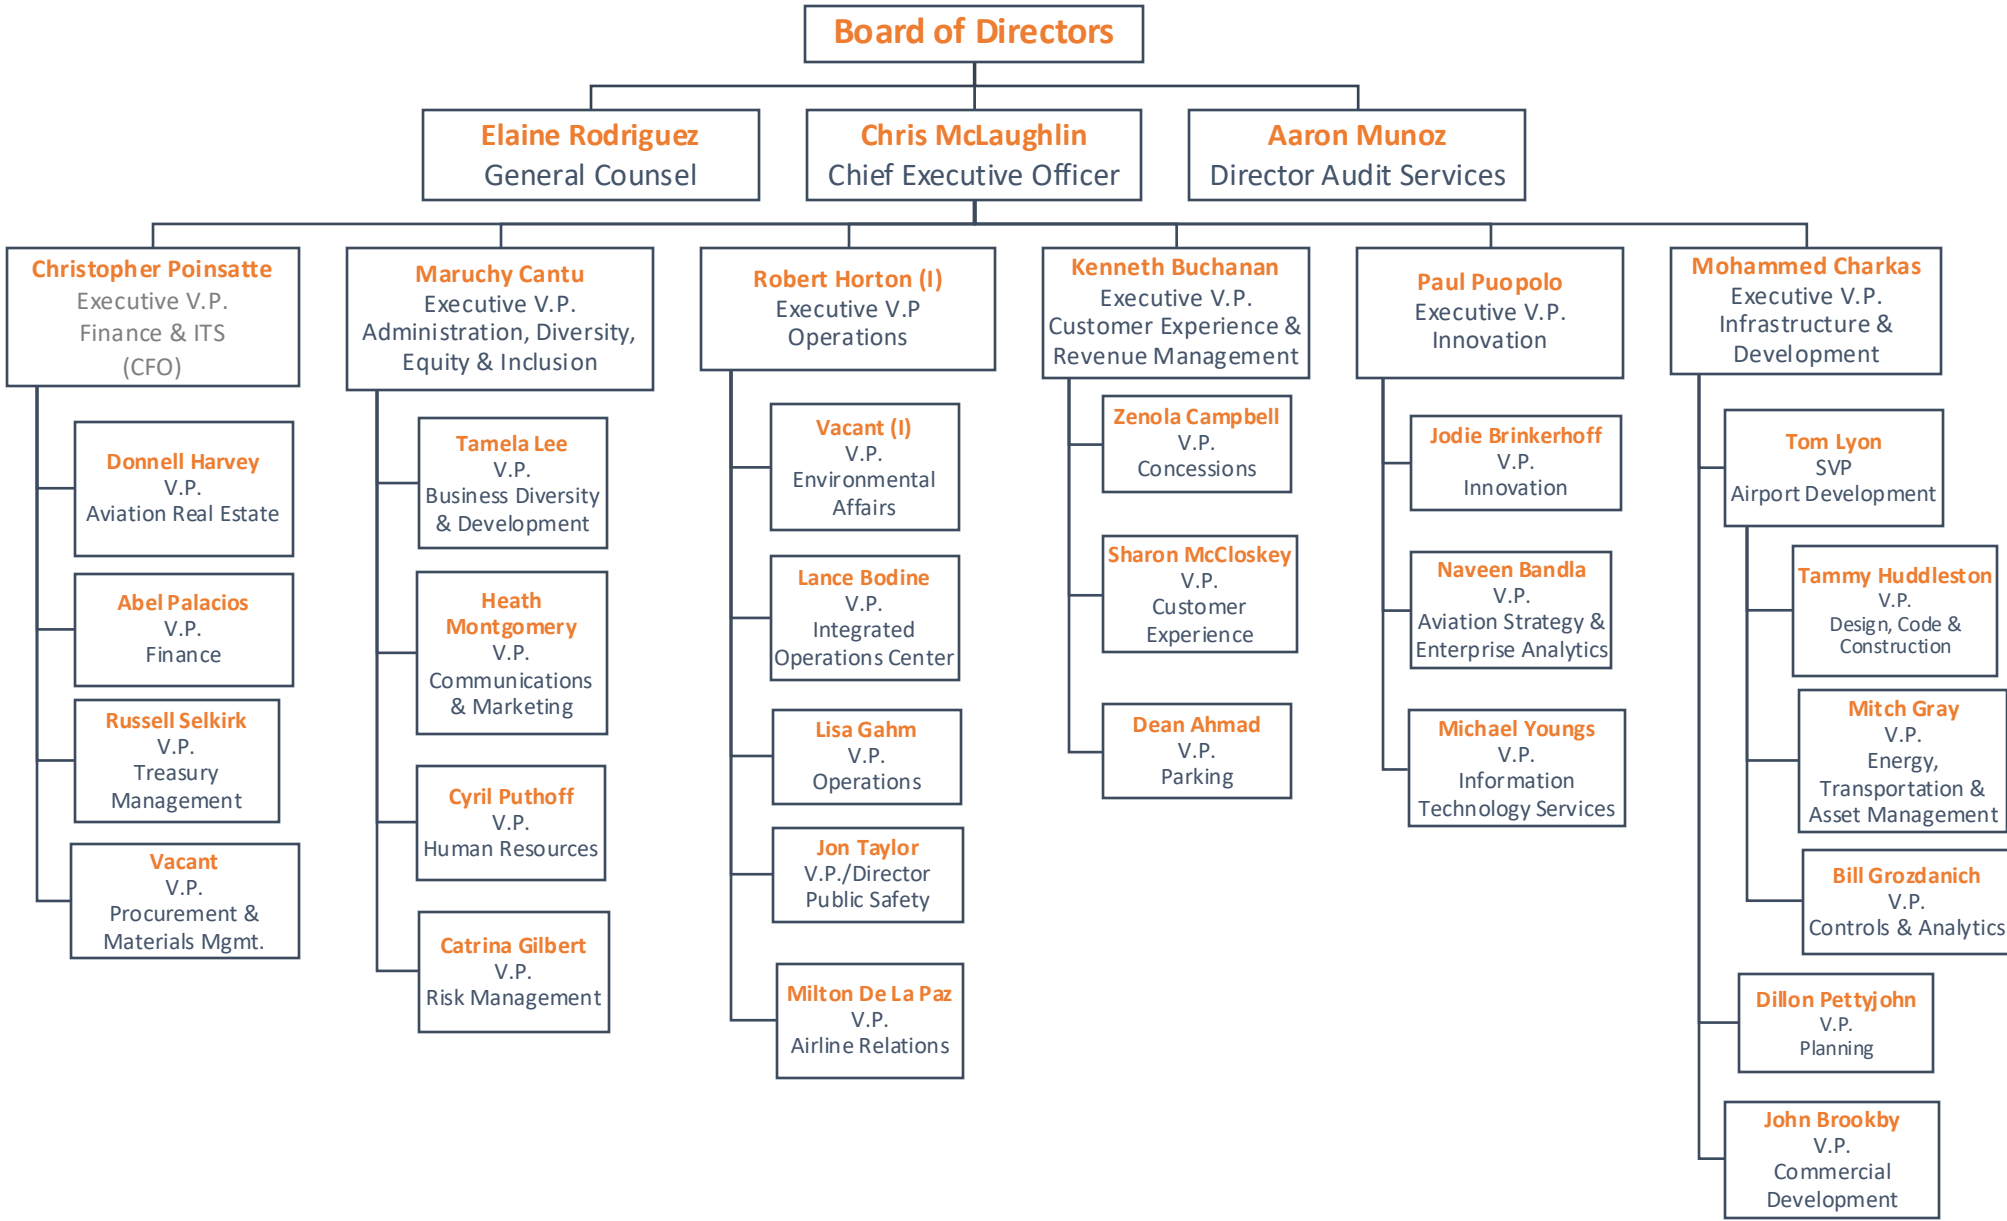 Board of Directors
Elaine Rodriguez
General Counsel
Chris McLaughlin
Chief Executive Officer
Aaron Munoz
Director Audit Services
Christopher Poinsatte
Executive V.P.
Finance & ITS
(CFO)
Donnell Harvey
V.P.
Aviation Real Estate
Abel Palacios
V.P.
Finance
Russell Selkirk
V.P.
Treasury
Management
Vacant
V.P.
Procurement &
Materials Mgmt.
Maruchy Cantu
Executive V.P.
Administration, Diversity,
Equity & Inclusion
Tamela Lee
V.P.
Business Diversity
& Development
Heath
Montgomery
V.P.
Communications
& Marketing
Cyril Puthoff
V.P.
Human Resources
Catrina Gilbert
V.P.
Risk Management
Robert Horton (I)
Executive V.P
Operations
Vacant (I)
V.P.
Environmental
Affairs
Lance Bodine
V.P.
Integrated
Operations Center
Lisa Gahm
V.P.
Operations
Jon Taylor
V.P./Director
Public Safety
Milton De La Paz
V.P.
Airline Relations
Kenneth Buchanan
Executive V.P.
Customer Experience &
Revenue Management
Zenola Campbell
V.P.
Concessions
Sharon McCloskey
V.P.
Customer
Experience
Dean Ahmad
V.P.
Parking
Paul Puopolo
Executive V.P.
Innovation
Jodie Brinkerhoff
V.P.
Innovation
Naveen Bandla
V.P.
Aviation Strategy &
Enterprise Analytics
Michael Youngs
V.P.
Information
Technology Services
Mohammed Charkas
Executive V.P.
Infrastructure &
Development
Tom Lyon
SVP
Airport Development
Tammy Huddleston
V.P.
Design, Code &
Construction
Mitch Gray
V.P.
Energy,
Transportation &
Asset Management
Bill Grozdanich
V.P.
Controls & Analytics
Dillon Pettyjohn
V.P.
Planning
John Brookby
V.P.
Commercial
Development